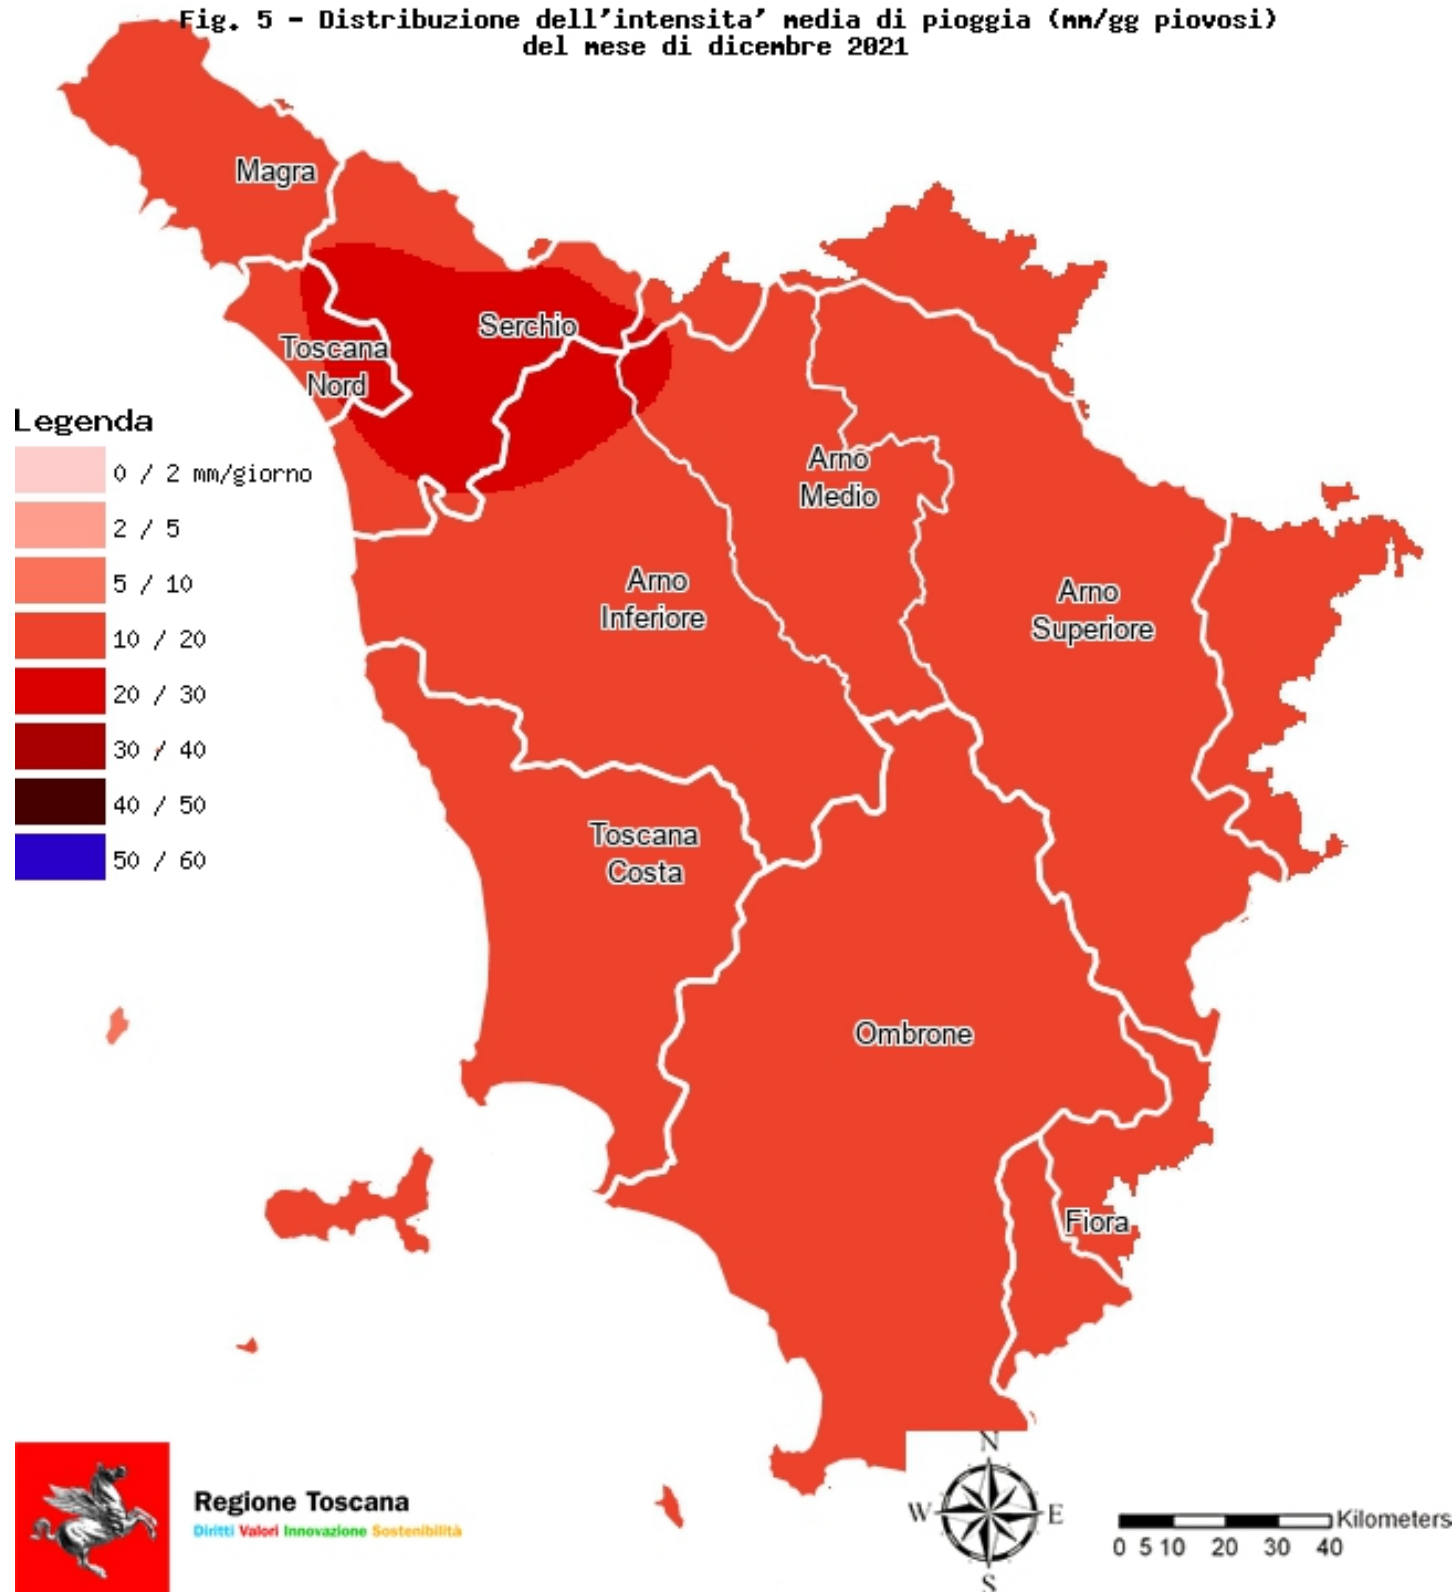 Fig. 5 - Distribuzione dell'intensita' media di pioggia (mm/gg piovosi)
del mese di dicembre 2021
Magra
Serchio
Toscana
Nord
Legenda
0 / 2 mm/giorno
2 / 5
5 / 10
10 / 20
20 / 30
30 / 40
40 / 50
50 / 60
Arno
Medio
Arno
Inferiore
Arno
Superiore
Toscana
Costa
Ombrone
Fiora
Regione Toscana
Diritti Valori Innovazione Sostenibilità
N
W E
S
Kilometers
0 5 10 20 30 40